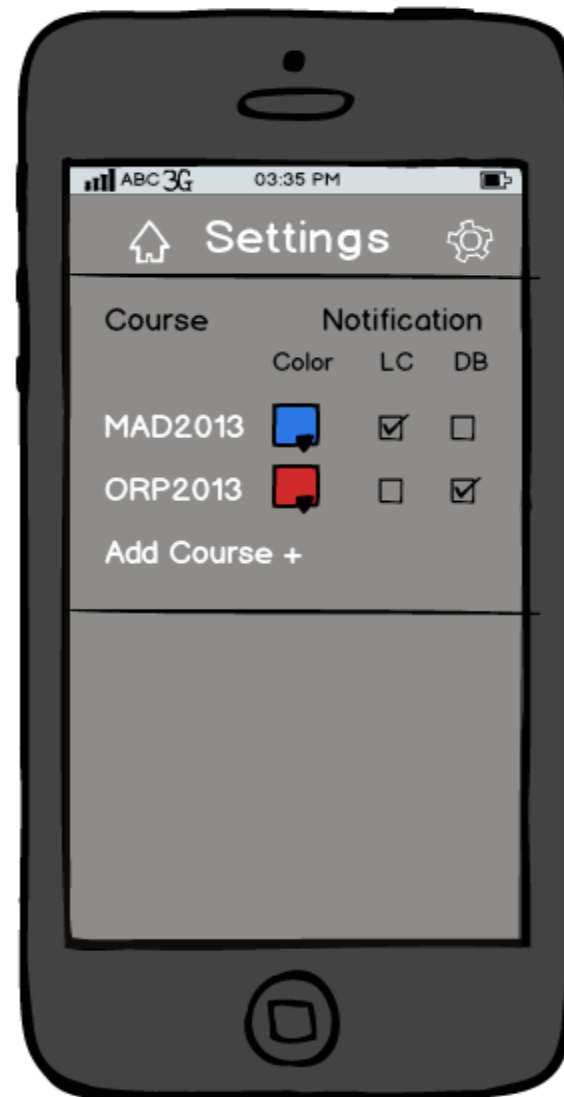 ABC 3G 03:35 PM
Settings
Course Notification
Color LC DB
MAD2013
ORP2013
Add Course +